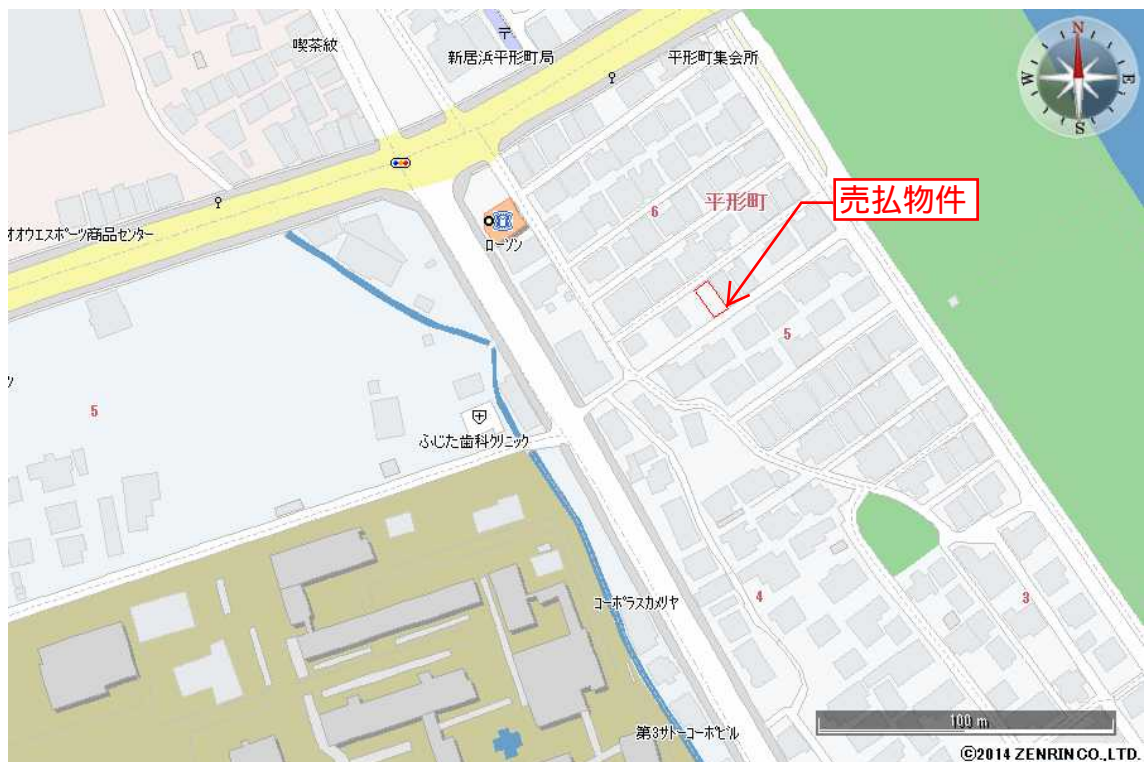 喫茶紋
〒
新居浜平形町局
平形町集会所
N
W
E
S
売払物件
平形町
6
オオウエスポーツ商品センター
ローソン
5
5
ふじた歯科クリニック
コーポラスカメリヤ
4
3
第3サトーコーポビル
100 m
©2014 ZENRIN CO.,LTD